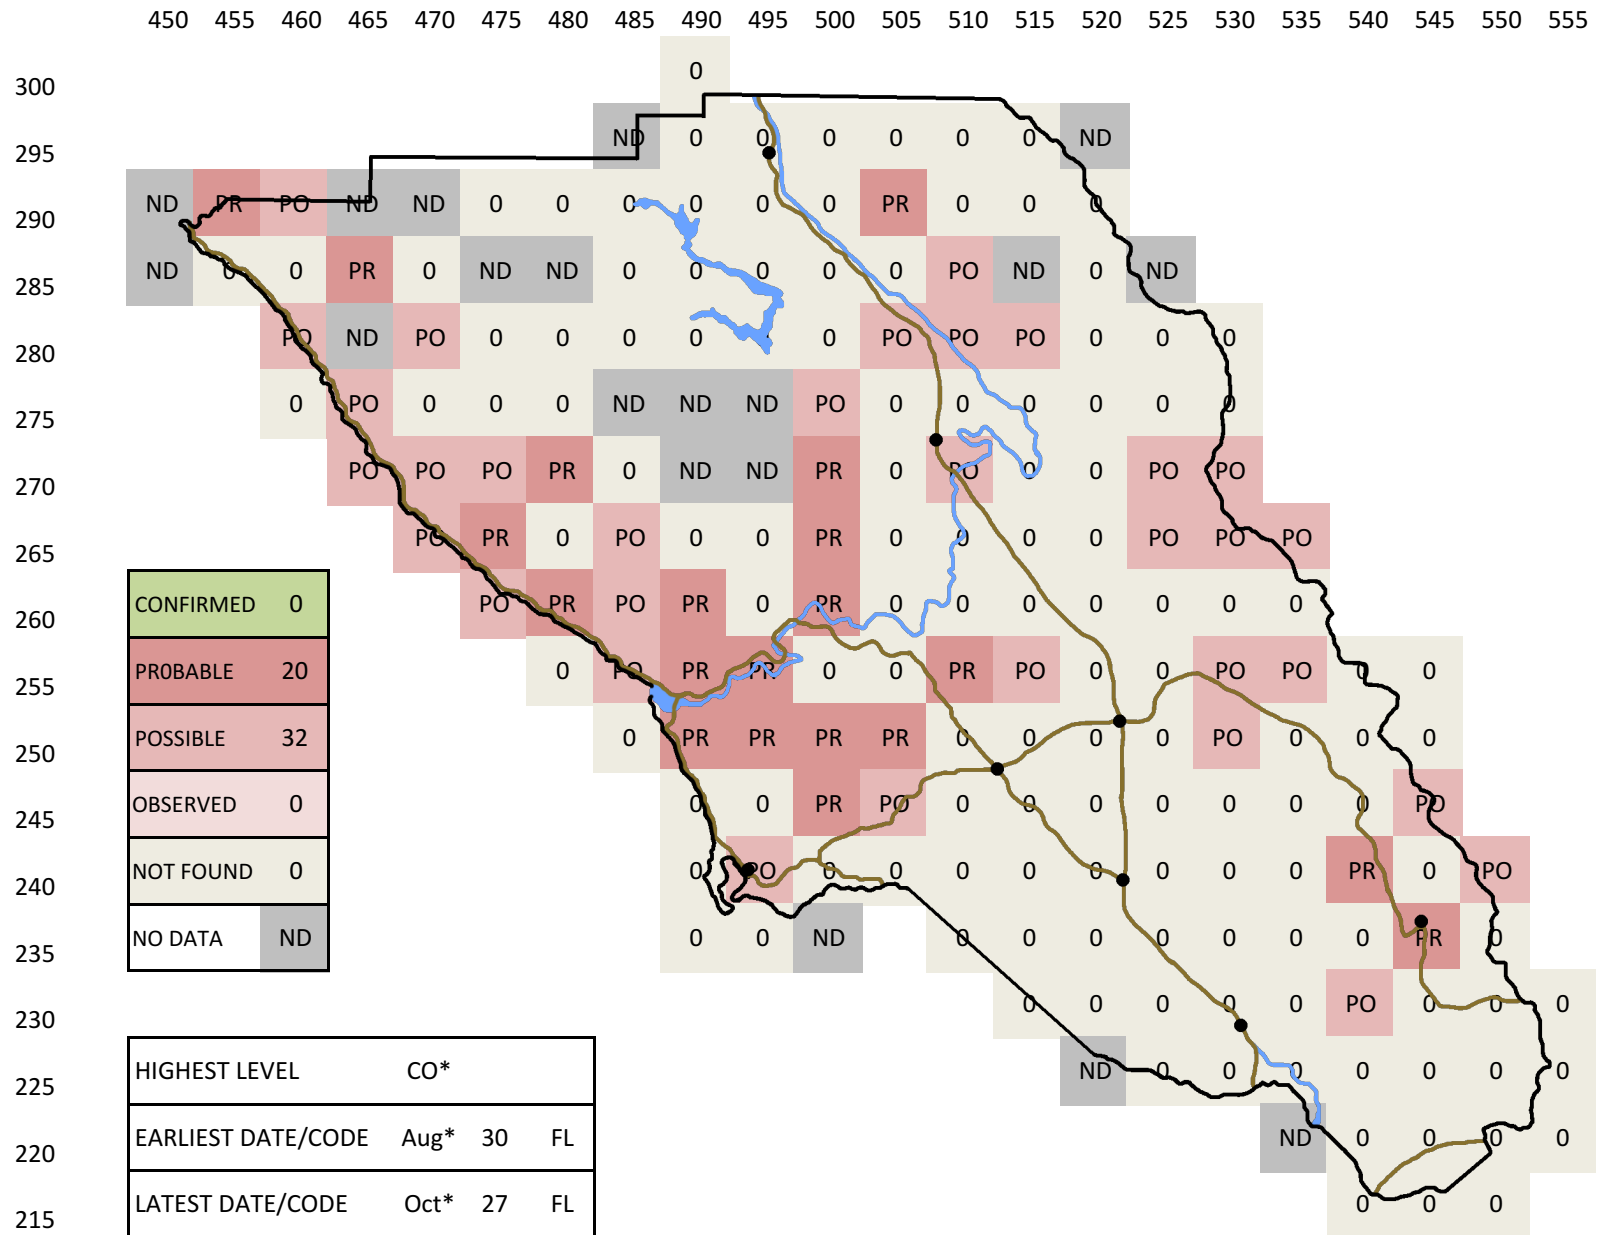 450 455 460 465 470 475 480 485 490 495 500 505 510 515 520 525 530 535 540 545 550 555
0
300
ND 0 0 0 0 0 0 ND
295
ND PR PO ND ND 0 0 0 0 0 0 PR 0 0 0
290
ND 0 0 PR 0 ND ND 0 0 0 0 0 PO ND 0 ND
285
PO ND PO 0 0 0 0 0 0 PO PO PO 0 0 0
280
0 PO 0 0 0 ND ND ND PO 0 0 0 0 0 0
275
PO PO PO PR 0 ND ND PR 0 PO 0 0 PO PO
270
PO PR 0 PO 0 0 PR 0 0 0 0 PO PO PO
265
CONFIRMED 0
PO PR PO PR 0 PR 0 0 0 0 0 0 0
260
PR0BABLE 20
0 PO PR PR 0 0 PR PO 0 0 PO PO 0 0
255
POSSIBLE 32
0 PR PR PR PR 0 0 0 0 PO 0 0 0
250
OBSERVED 0
0 0 PR PO 0 0 0 0 0 0 0 PO
245
NOT FOUND 0
0 PO 0 0 0 0 0 0 0 0 PR 0 PO
240
NO DATA ND
0 0 ND 0 0 0 0 0 0 0 PR 0
235
0 0 0 0 0 PO 0 0 0
230
HIGHEST LEVEL CO*
ND 0 0 0 0 0 0 0
225
EARLIEST DATE/CODE Aug* 30 FL
ND 0 0 0 0
220
LATEST DATE/CODE Oct* 27 FL
0 0 0
215